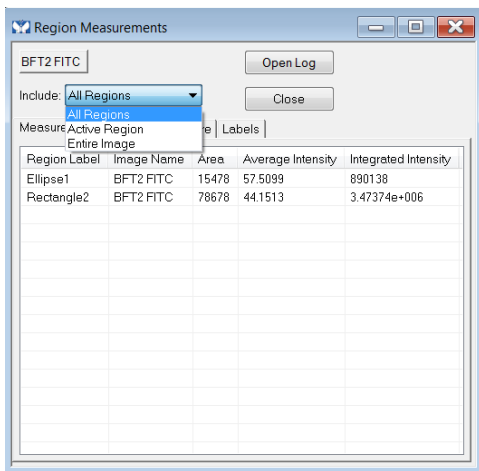 Region Measurements
BFT2 FITC
Open Log
Include: All Regions
Close
All Regions
Active Region
Entire Image
Labels
Region Label Image Name Area Average Intensity Integrated Intensity
Ellipse1 BFT2 FITC 15478 57.5099 890138
Rectangle2 BFT2 FITC 78678 44.1513 3.47374e+006